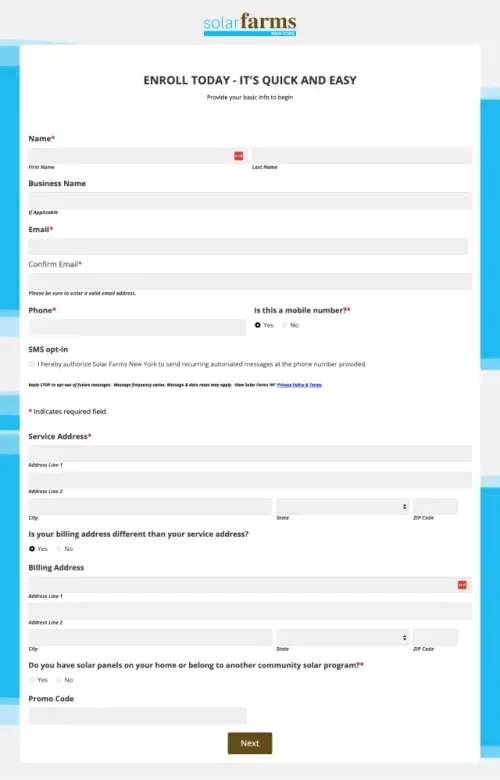 solarfarms
NEW YORK
ENROLL TODAY - IT'S QUICK AND EASY
Provide your basic info to begin
Name*
First Name Last Name
Business Name
If Applicable
Email*
Confirm Email*
Please be sure to enter a valid email address.
Phone* Is this a mobile number?*
Yes No
SMS opt-in
I hereby authorize Solar Farms New York to send recurring automated messages at the phone number provided.
Reply STOP to opt-out of future messages. Message frequency varies. Message & data rates may apply. View Solar Farms NY Privacy Policy & Terms.
* Indicates required field.
Service Address*
Address Line 1
Address Line 2
City State ZIP Code
Is your billing address different than your service address?
Yes No
Billing Address
Address Line 1
Address Line 2
City State ZIP Code
Do you have solar panels on your home or belong to another community solar program?*
Yes No
Promo Code
Next